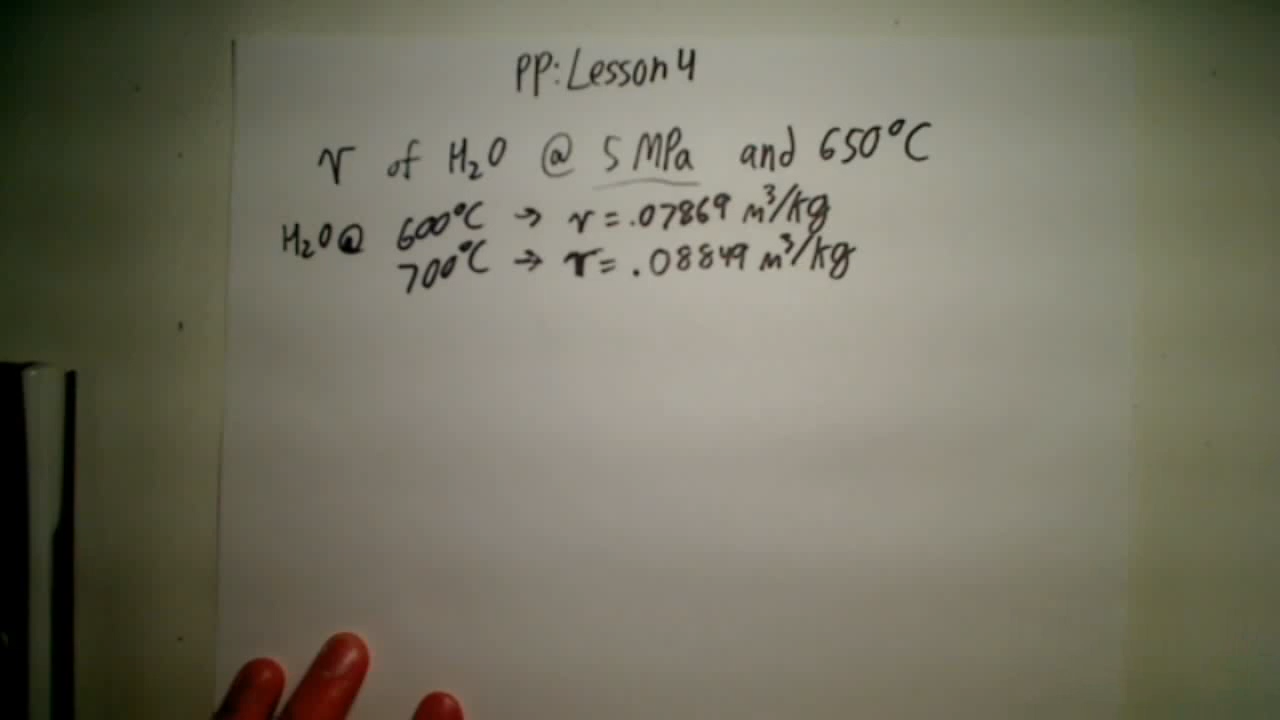 PP: Lesson 4
v of H₂O @ 5 MPa and 650°C
H₂O @ 600°C → v = .07869 m³/kg
700°C → v = .08849 m³/kg